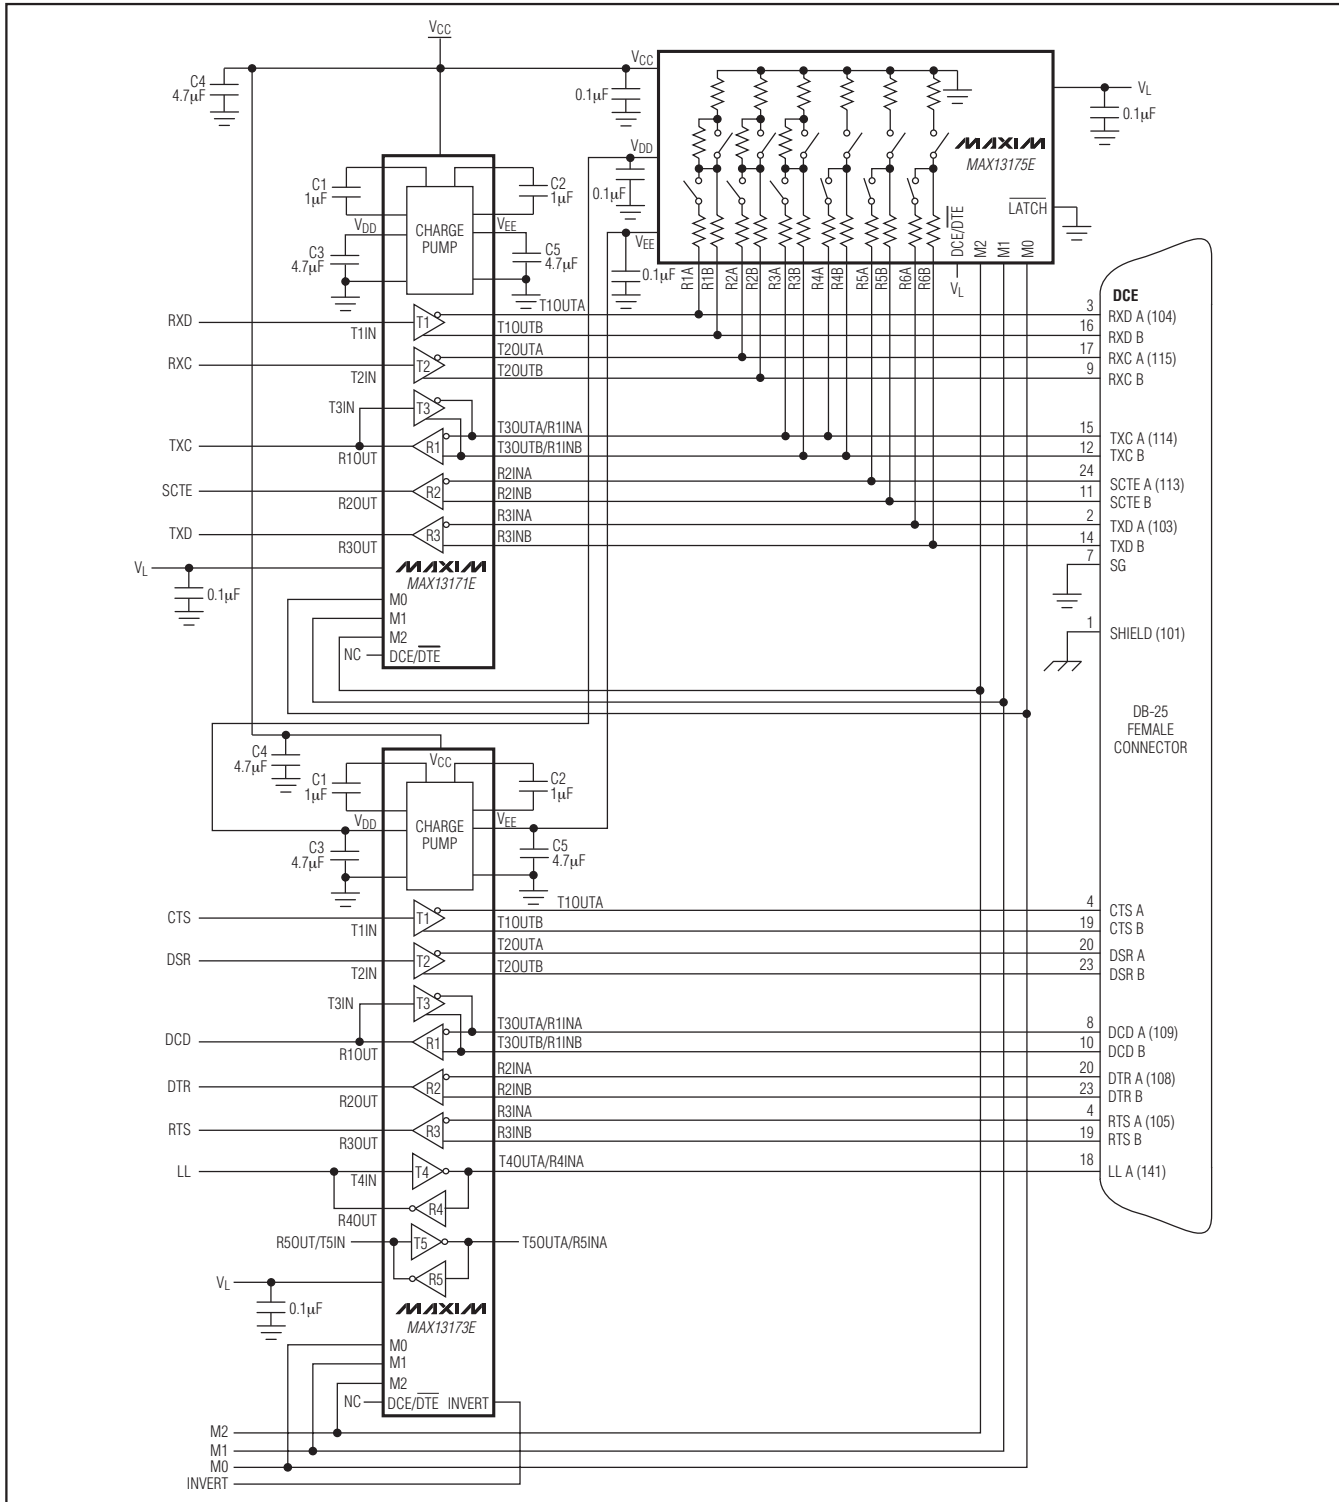 VCC
C4
4.7µF
VCC
0.1µF
VL
0.1µF
MAXIM
MAX13175E
VDD
0.1µF
C1
1µF
C2
1µF
VDD
CHARGE
PUMP
VEE
C3
4.7µF
C5
4.7µF
VEE
0.1µF
LATCH
R1A
R1B
R2A
R2B
R3A
R3B
R4A
R4B
R5A
R5B
R6A
R6B
DCE/DTE
M2
M1
M0
VL
DCE
RXD
T1IN
T1
T1OUTA
3
RXD A (104)
T1OUTB
16
RXD B
RXC
T2IN
T2
T2OUTA
17
RXC A (115)
T2OUTB
9
RXC B
T3IN
T3
TXC
R1OUT
R1
T3OUTA/R1INA
15
TXC A (114)
T3OUTB/R1INB
12
TXC B
SCTE
R2OUT
R2
R2INA
24
SCTE A (113)
R2INB
11
SCTE B
TXD
R3OUT
R3
R3INA
2
TXD A (103)
R3INB
14
TXD B
7
SG
VL
0.1µF
MAXIM
MAX13171E
M0
M1
M2
NC
DCE/DTE
1
SHIELD (101)
DB-25
FEMALE
CONNECTOR
C4
4.7µF
VCC
C1
1µF
C2
1µF
VDD
CHARGE
PUMP
VEE
C3
4.7µF
C5
4.7µF
CTS
T1IN
T1
T1OUTA
4
CTS A
T1OUTB
19
CTS B
DSR
T2IN
T2
T2OUTA
20
DSR A
T2OUTB
23
DSR B
T3IN
T3
DCD
R1OUT
R1
T3OUTA/R1INA
8
DCD A (109)
T3OUTB/R1INB
10
DCD B
DTR
R2OUT
R2
R2INA
20
DTR A (108)
R2INB
23
DTR B
RTS
R3OUT
R3
R3INA
4
RTS A (105)
R3INB
19
RTS B
LL
T4IN
T4
T4OUTA/R4INA
18
LL A (141)
R4OUT
R4
R5OUT/T5IN
T5
T5OUTA/R5INA
R5
VL
0.1µF
MAXIM
MAX13173E
M0
M1
M2
NC
DCE/DTE INVERT
M2
M1
M0
INVERT